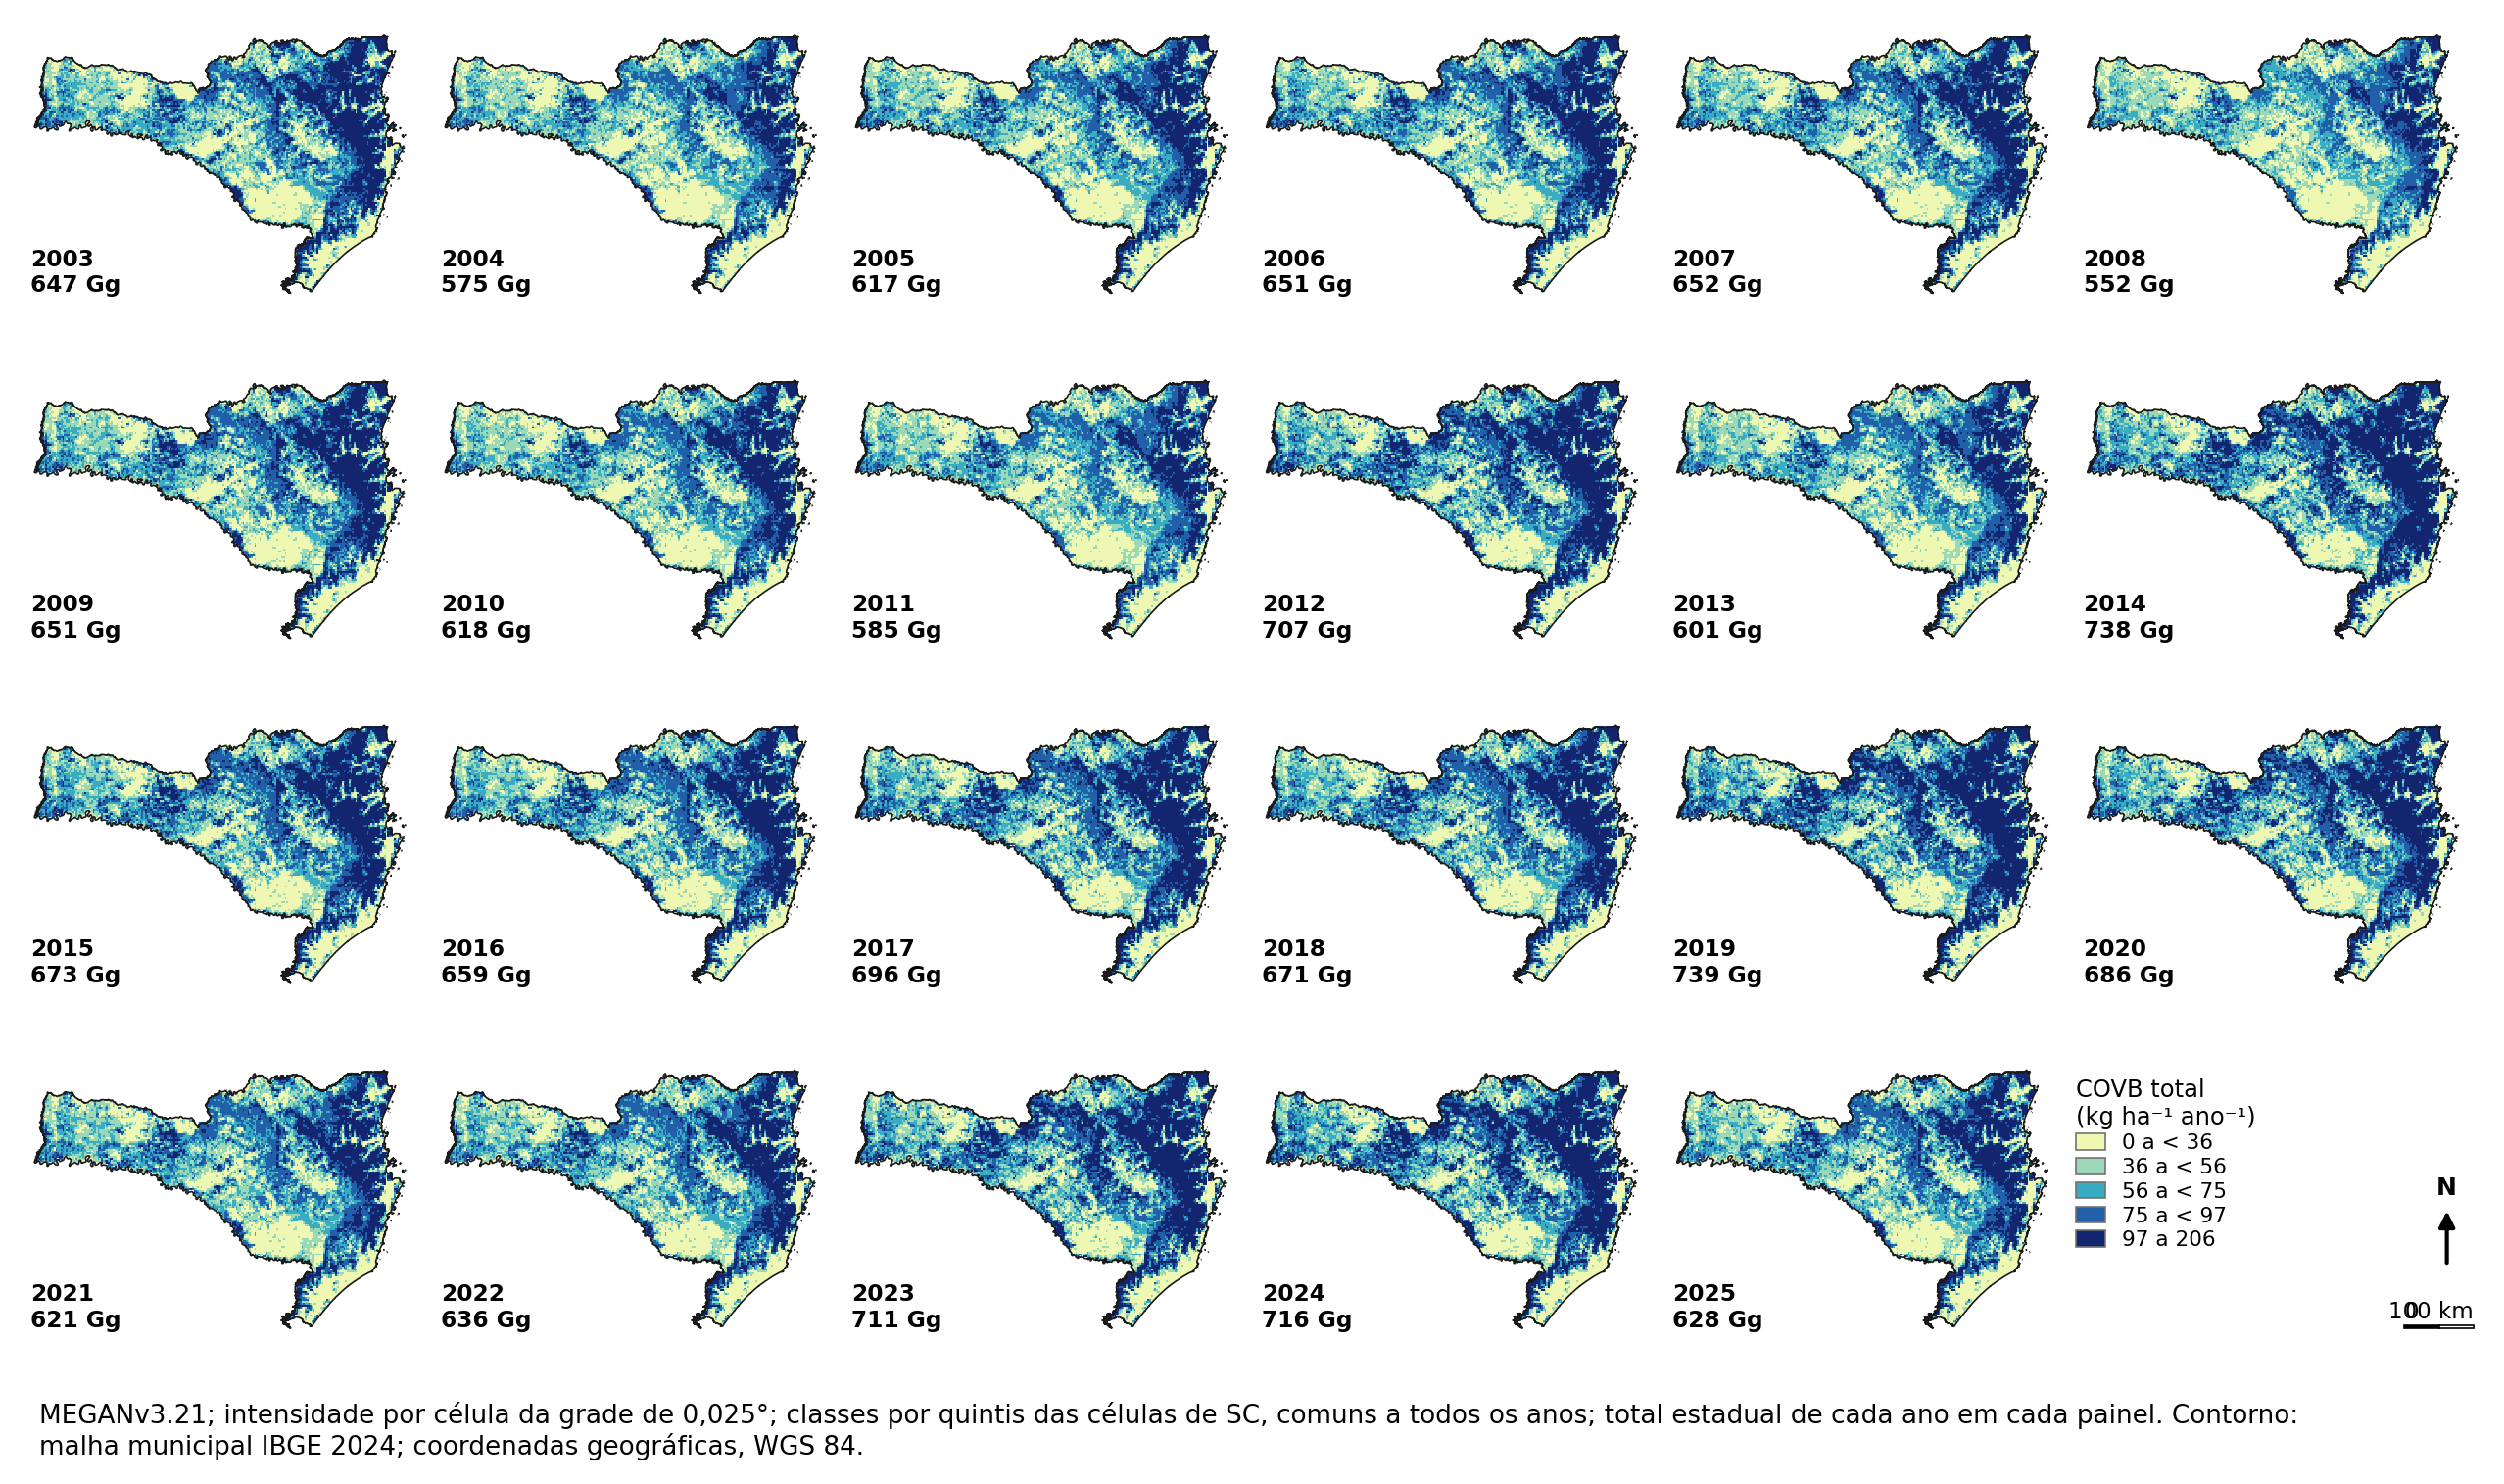 2003
647 Gg
2004
575 Gg
2005
617 Gg
2006
651 Gg
2007
652 Gg
2008
552 Gg
2009
651 Gg
2010
618 Gg
2011
585 Gg
2012
707 Gg
2013
601 Gg
2014
738 Gg
2015
673 Gg
2016
659 Gg
2017
696 Gg
2018
671 Gg
2019
739 Gg
2020
686 Gg
2021
621 Gg
2022
636 Gg
2023
711 Gg
2024
716 Gg
2025
628 Gg
COVB total
(kg ha⁻¹ ano⁻¹)
0 a < 36
36 a < 56
56 a < 75
75 a < 97
97 a 206
N
0
100 km
MEGANv3.21; intensidade por célula da grade de 0,025°; classes por quintis das células de SC, comuns a todos os anos; total estadual de cada ano em cada painel. Contorno:
malha municipal IBGE 2024; coordenadas geográficas, WGS 84.